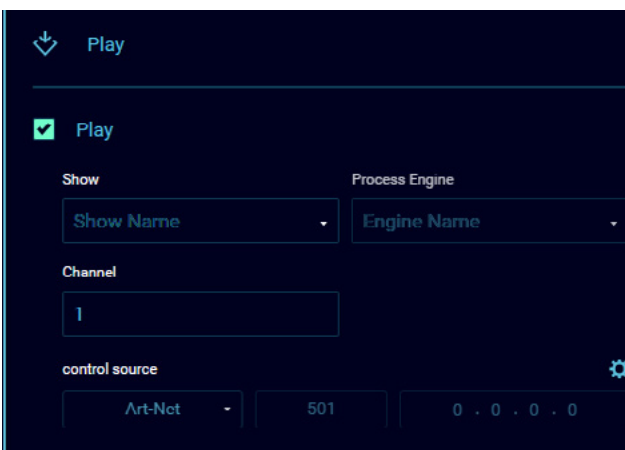 Play
Play
Show Process Engine
Show Name Engine Name
Channel
1
control source
Art-Net 501 0 . 0 . 0 . 0